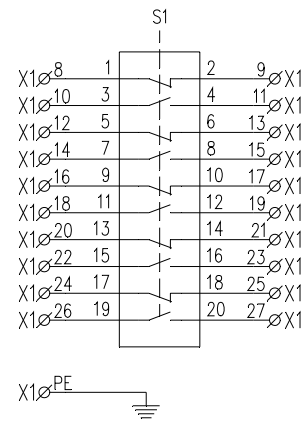 S1
X1 8 1 2 9 X1
X1 10 3 4 11 X1
X1 12 5 6 13 X1
X1 14 7 8 15 X1
X1 16 9 10 17 X1
X1 18 11 12 19 X1
X1 20 13 14 21 X1
X1 22 15 16 23 X1
X1 24 17 18 25 X1
X1 26 19 20 27 X1
X1 PE